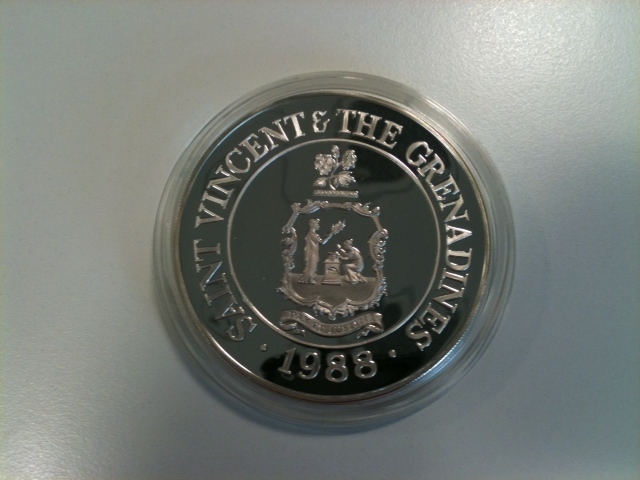 SAINT VINCENT & THE GRENADINES
· 1988 ·